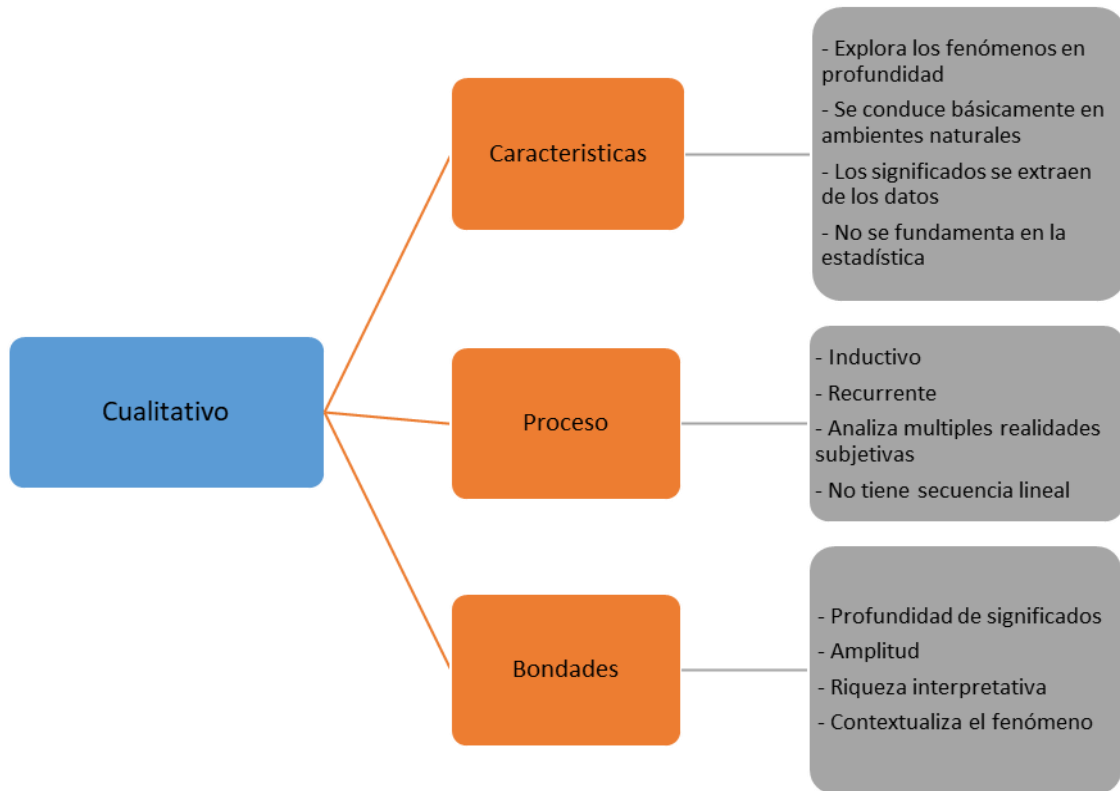 Cualitativo
Caracteristicas
- Explora los fenómenos en
profundidad
- Se conduce básicamente en
ambientes naturales
- Los significados se extraen
de los datos
- No se fundamenta en la
estadística
Proceso
- Inductivo
- Recurrente
- Analiza multiples realidades
subjetivas
- No tiene secuencia lineal
Bondades
- Profundidad de significados
- Amplitud
- Riqueza interpretativa
- Contextualiza el fenómeno